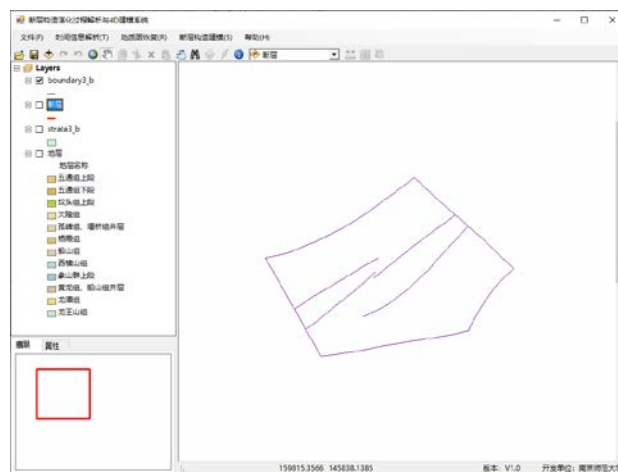 断层构造演化过程解析与4D建模系统
文件(F) 时间信息解析(T) 地质图恢复(R) 断层构造建模(S) 帮助(H)
断层
Layers
boundary3_b
断层
strata3_b
地层
地层名称
五通组上段
五通组下段
坟头组上段
大隆组
孤峰组、堰桥组并层
栖霞组
船山组
西横山组
象山群上段
黄龙组、船山组并层
龙潭组
龙王山组
鹰眼 属性
159815.3566 145838.1385 版本: V1.0 开发单位: 南京师范大学